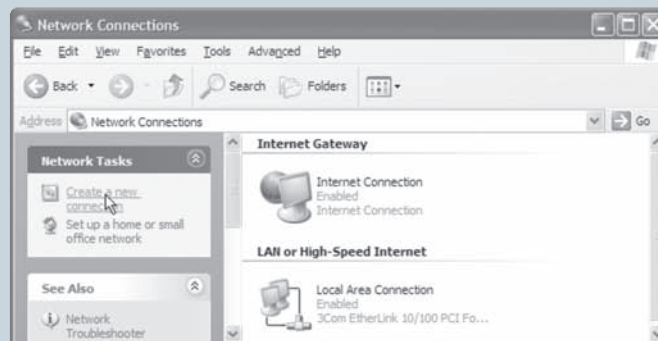 Network Connections
File Edit View Favorites Tools Advanced Help
Back Search Folders
Address Network Connections Go
Network Tasks
Create a new
connection
Set up a home or small
office network
See Also
Network
Troubleshooter
Internet Gateway
Internet Connection
Enabled
Internet Connection
LAN or High-Speed Internet
Local Area Connection
Enabled
3Com EtherLink 10/100 PCI Fo...